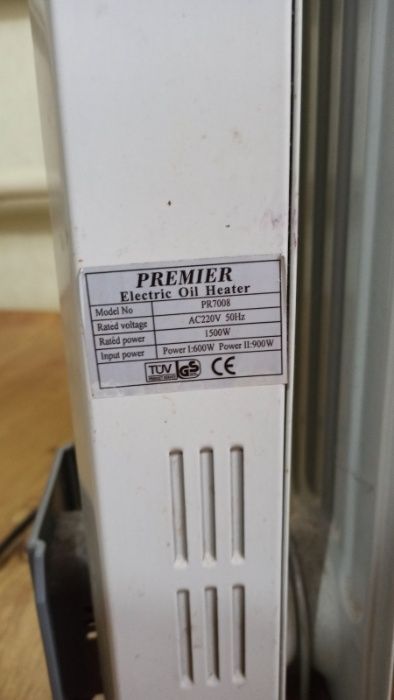 PREMIER
Electric Oil Heater
Model No PR7008
Rated voltage AC220V 50Hz
Rated power 1500W
Input power Power I:600W Power II:900W
TUV GS CE